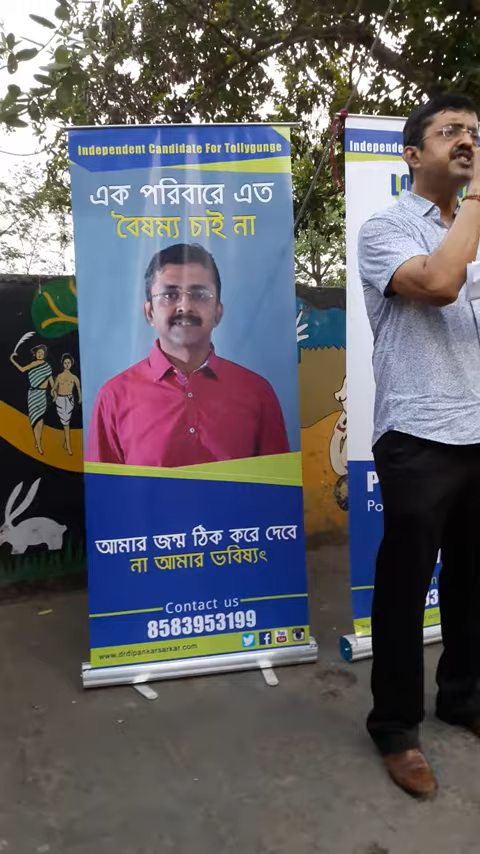 Independent Candidate For Tollygunge
এক পরিবারে এত
বৈষম্য চাই না
আমার জন্ম ঠিক করে দেবে
না আমার ভবিষ্যৎ
Contact us
8583953199
www.drdipankarsarkar.com
Independe